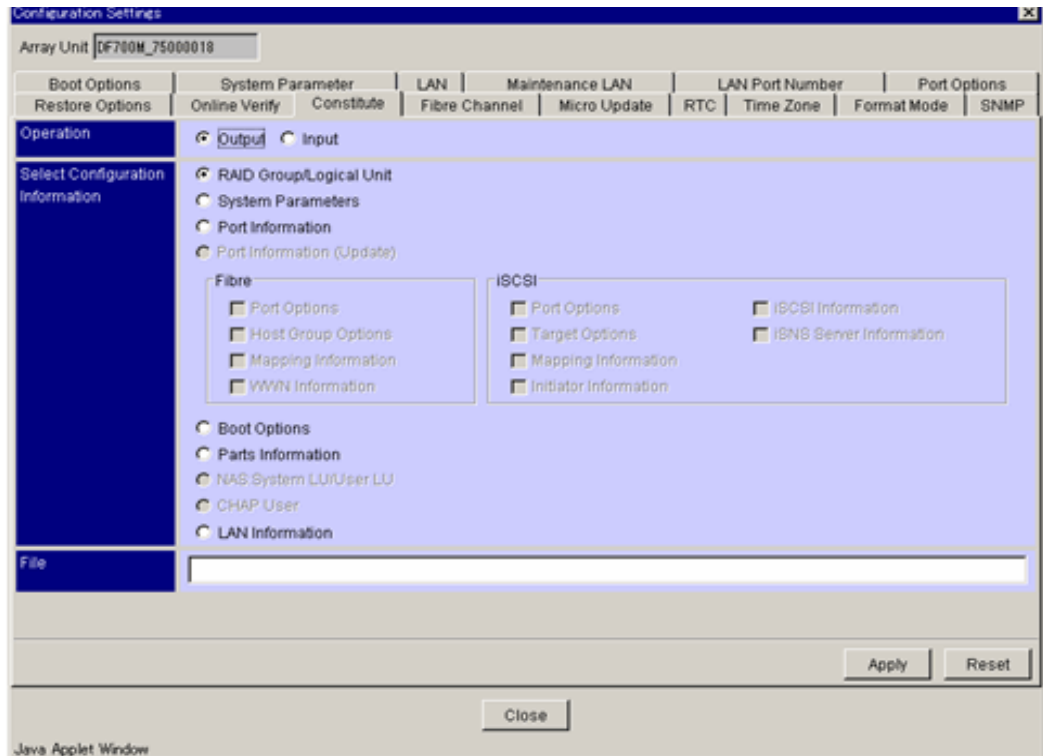 Configuration Settings
Array Unit DF700M_75000018
Boot Options System Parameter LAN Maintenance LAN LAN Port Number Port Options
Restore Options Online Verify Constitute Fibre Channel Micro Update RTC Time Zone Format Mode SNMP
Operation
Output Input
Select Configuration
Information
RAID Group/Logical Unit
System Parameters
Port Information
Port Information (Update)
Fibre
Port Options
Host Group Options
Mapping Information
WWN Information
iSCSI
Port Options
Target Options
Mapping Information
Initiator Information
iSCSI Information
iSNS Server Information
Boot Options
Parts Information
NAS System LU/User LU
CHAP User
LAN Information
File
Apply Reset
Close
Java Applet Window